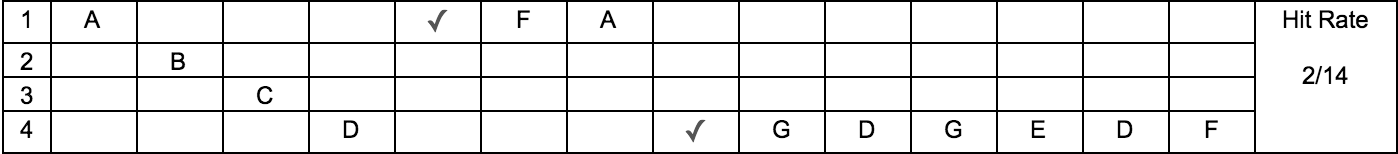 1 A ✓ F A Hit Rate
2 B
3 C 2/14
4 D ✓ G D G E D F